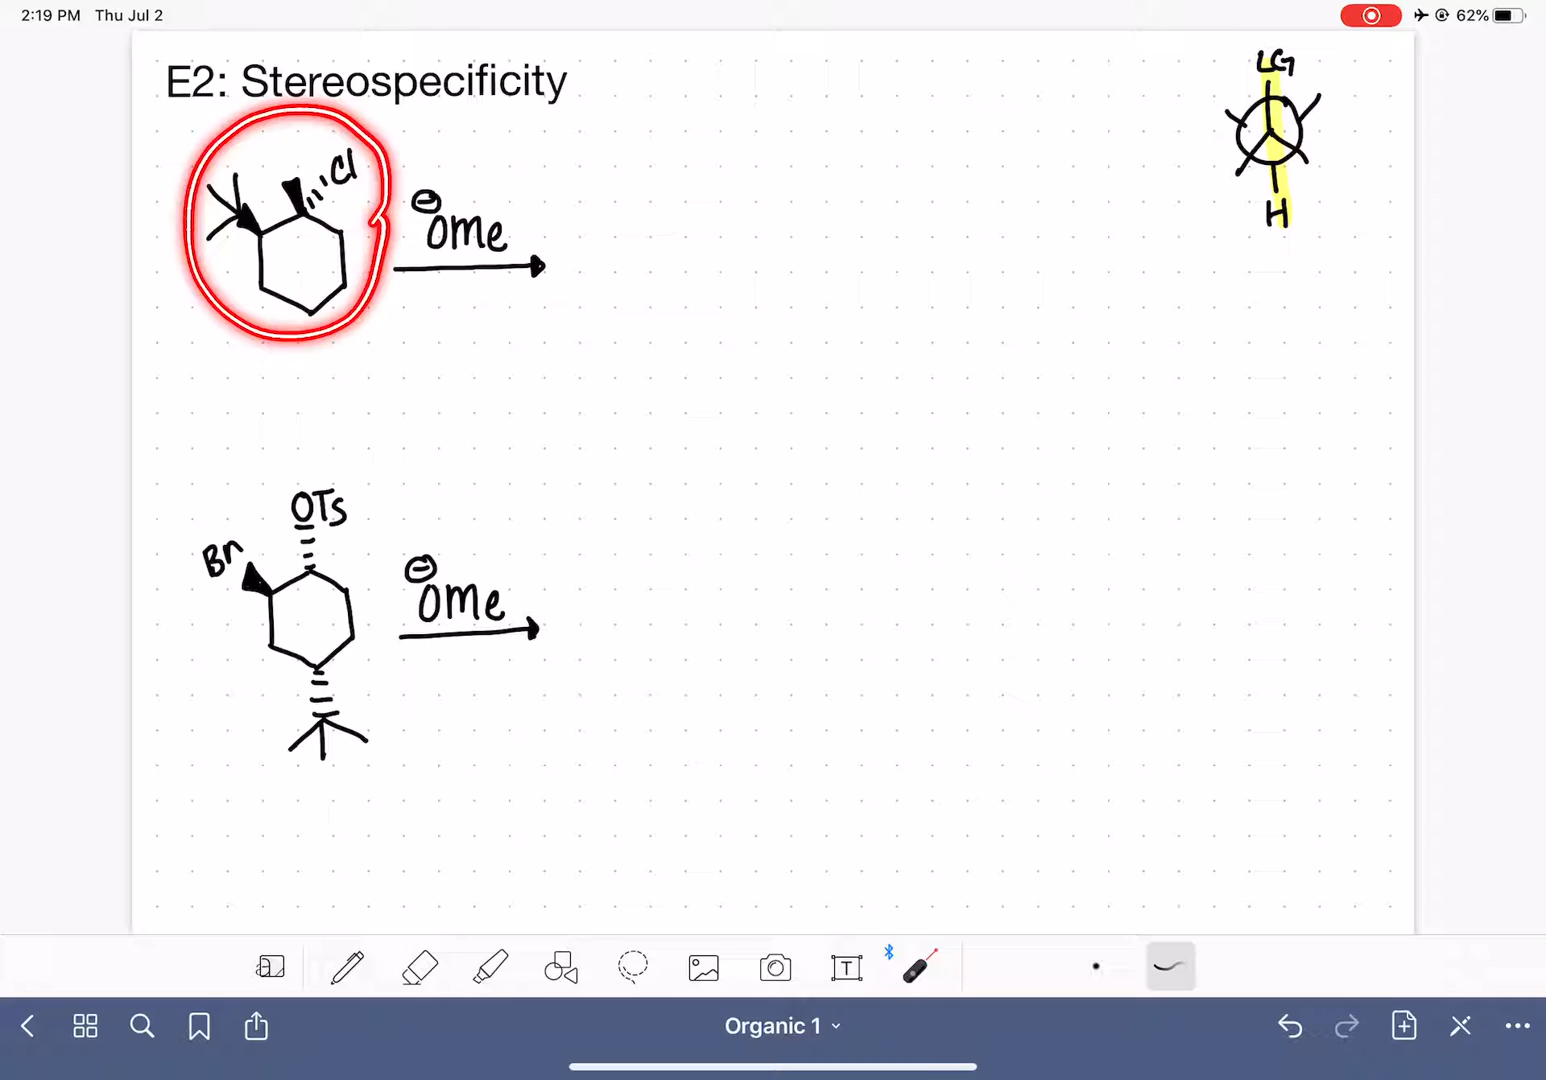 2:19 PM Thu Jul 2
62%
E2: Stereospecificity
LG
H
Cl
⊖
OMe
OTs
Br
⊖
OMe
T
Organic 1